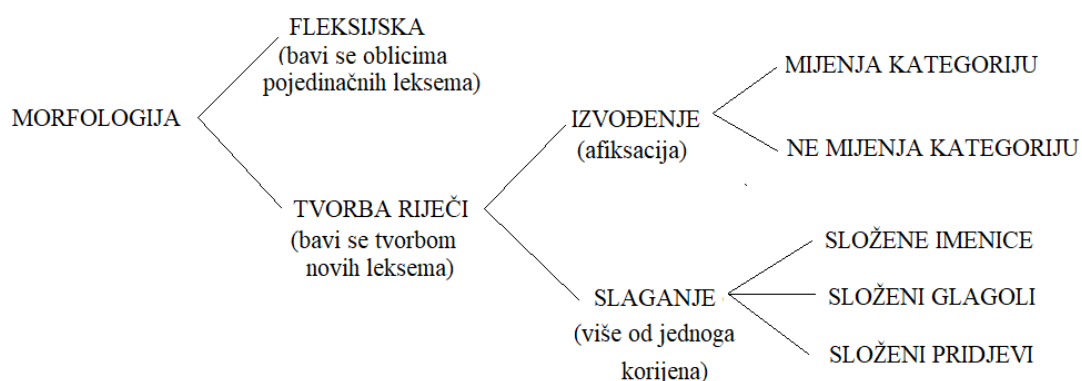 FLEKSIJSKA
(bavi se oblicima
pojedinačnih leksema)
MORFOLOGIJA
TVORBA RIJEČI
(bavi se tvorbom
novih leksema)
IZVOĐENJE
(afiksacija)
MIJENJA KATEGORIJU
NE MIJENJA KATEGORIJU
SLAGANJE
(više od jednoga
korijena)
SLOŽENE IMENICE
SLOŽENI GLAGOLI
SLOŽENI PRIDJEVI